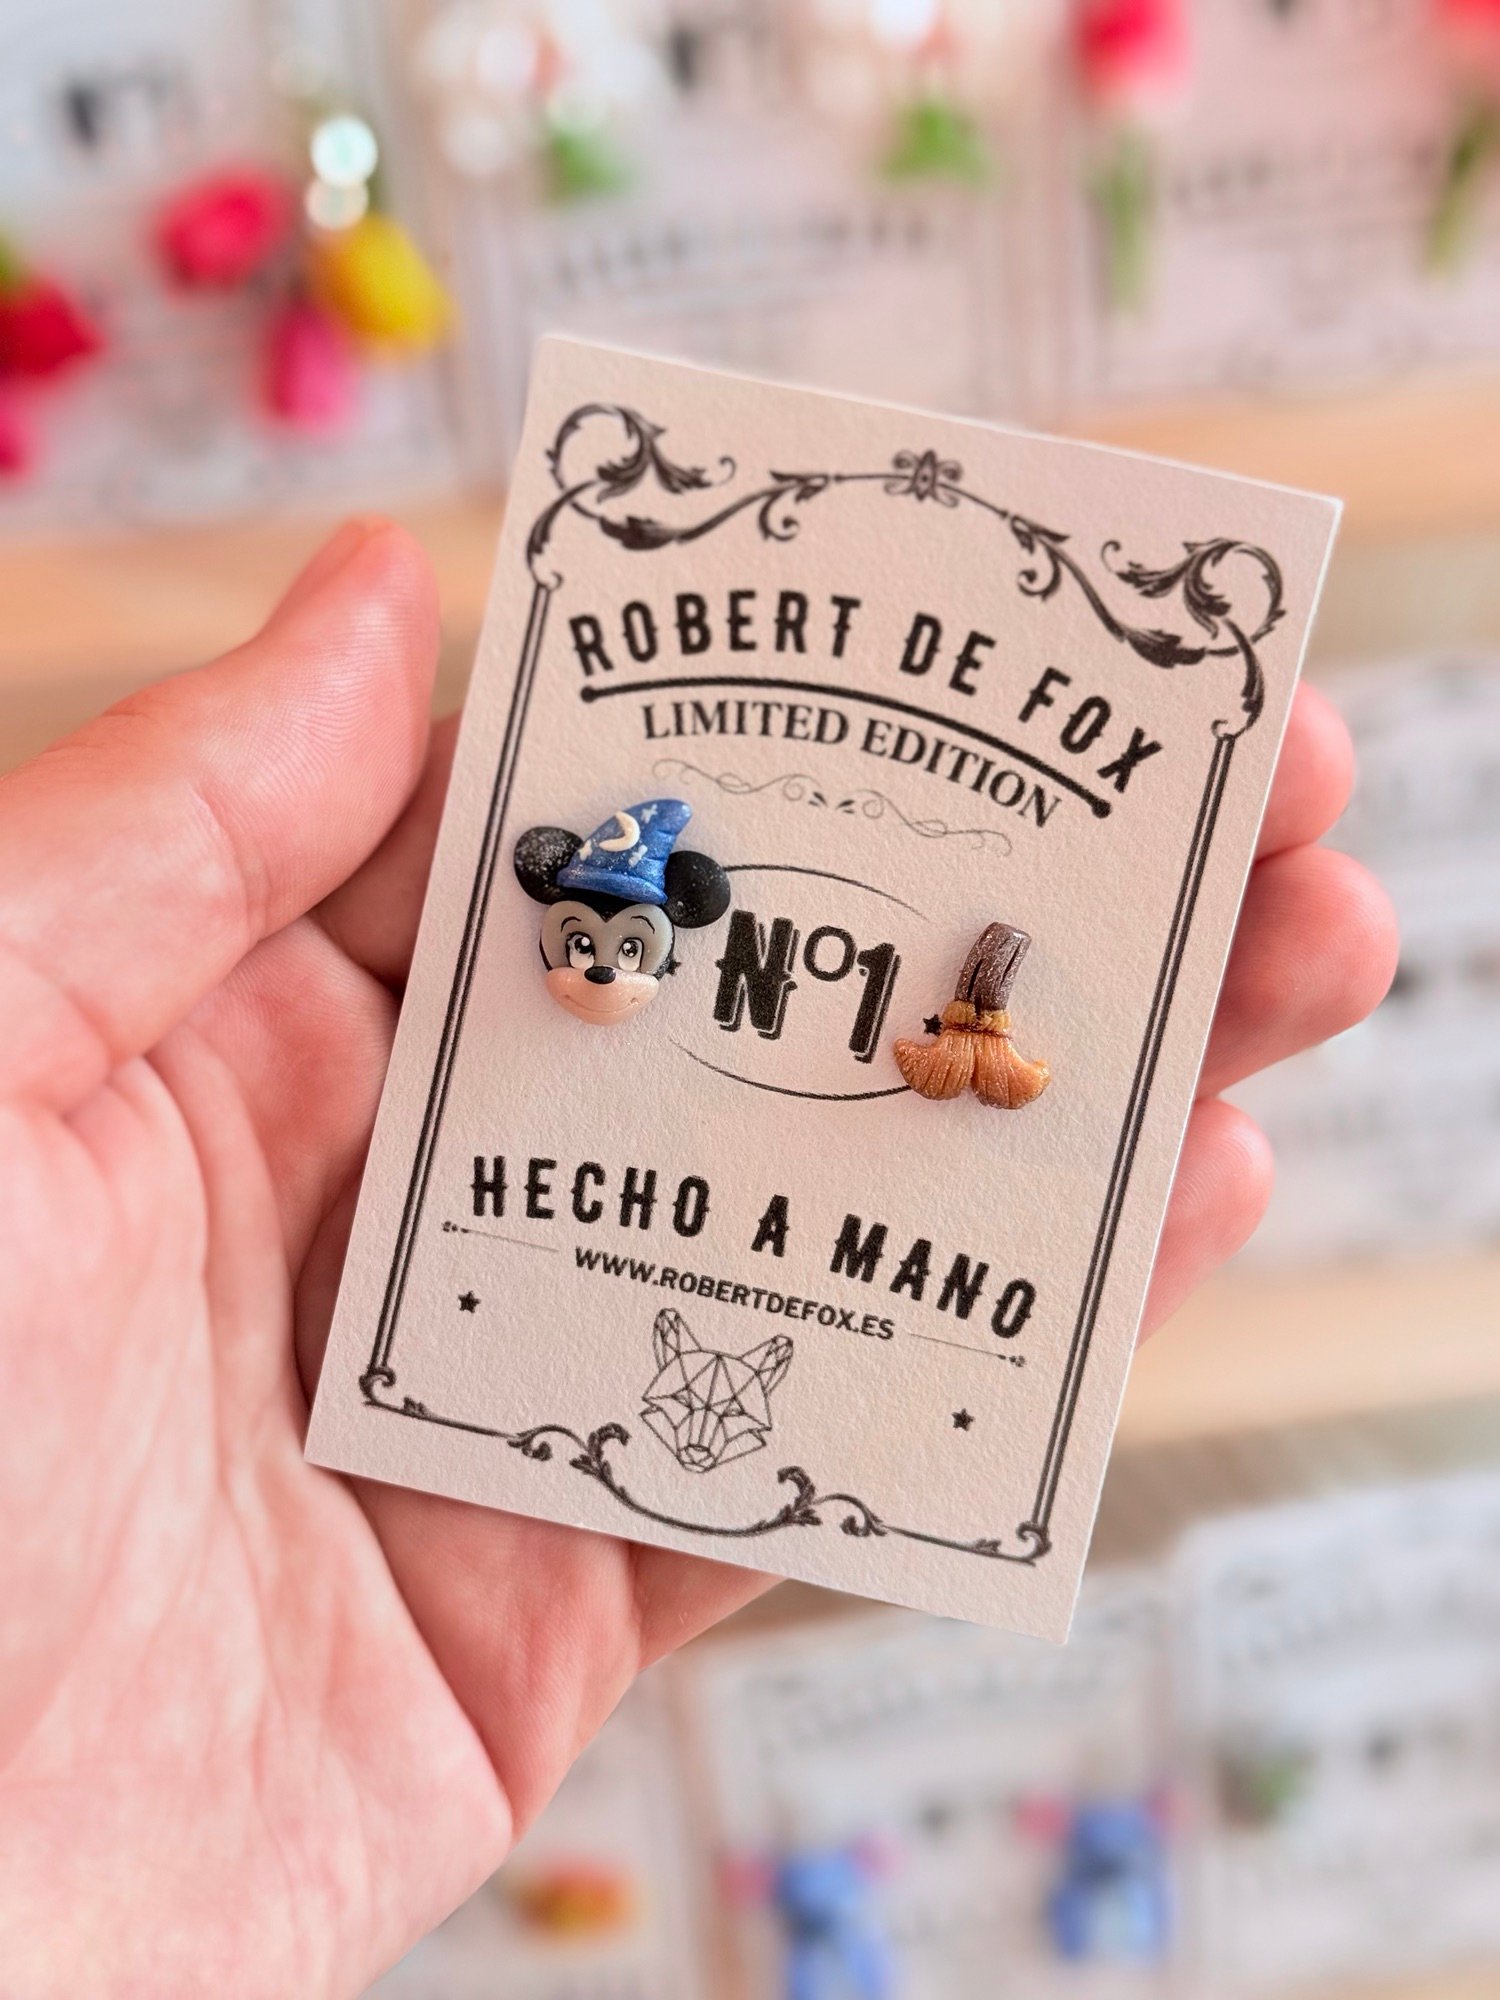 ROBERT DE FOX
LIMITED EDITION
Nº1
HECHO A MANO
WWW.ROBERTDEFOX.ES